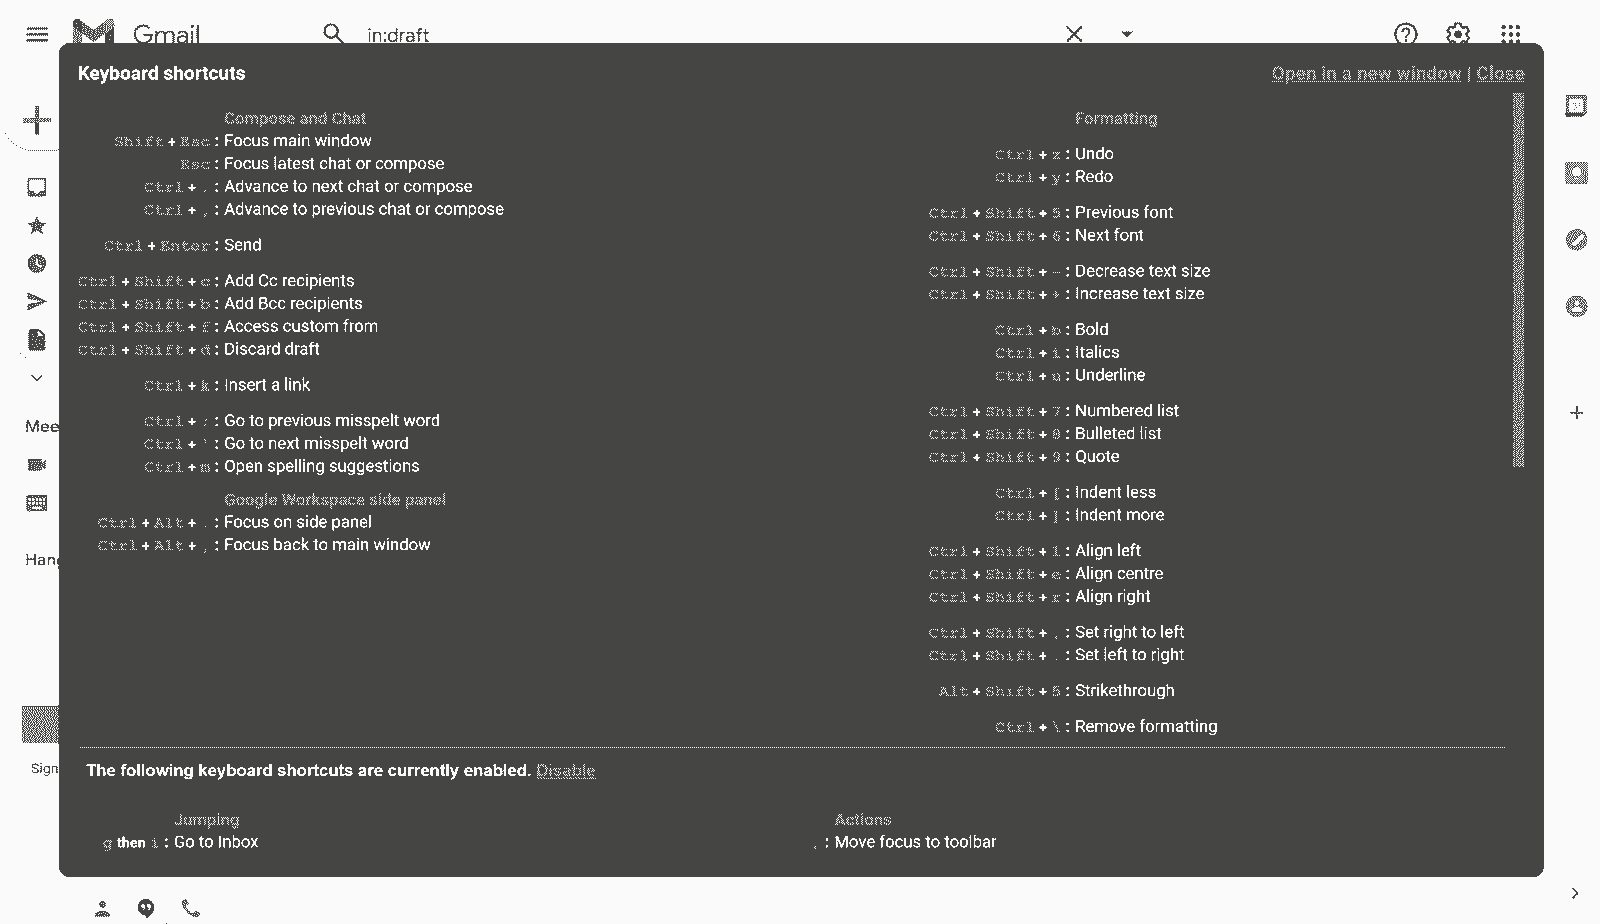 Gmail
in:draft
Keyboard shortcuts
Open in a new window | Close
Compose and Chat
Shift + Esc : Focus main window
Esc : Focus latest chat or compose
Ctrl + . : Advance to next chat or compose
Ctrl + , : Advance to previous chat or compose
Ctrl + Enter : Send
Ctrl + Shift + c : Add Cc recipients
Ctrl + Shift + b : Add Bcc recipients
Ctrl + Shift + f : Access custom from
Ctrl + Shift + d : Discard draft
Ctrl + k : Insert a link
Ctrl + ; : Go to previous misspelt word
Ctrl + ' : Go to next misspelt word
Ctrl + m : Open spelling suggestions
Google Workspace side panel
Ctrl + Alt + . : Focus on side panel
Ctrl + Alt + , : Focus back to main window
Formatting
Ctrl + z : Undo
Ctrl + y : Redo
Ctrl + Shift + 5 : Previous font
Ctrl + Shift + 6 : Next font
Ctrl + Shift + - : Decrease text size
Ctrl + Shift + + : Increase text size
Ctrl + b : Bold
Ctrl + i : Italics
Ctrl + u : Underline
Ctrl + Shift + 7 : Numbered list
Ctrl + Shift + 8 : Bulleted list
Ctrl + Shift + 9 : Quote
Ctrl + [ : Indent less
Ctrl + ] : Indent more
Ctrl + Shift + l : Align left
Ctrl + Shift + e : Align centre
Ctrl + Shift + r : Align right
Ctrl + Shift + , : Set right to left
Ctrl + Shift + . : Set left to right
Alt + Shift + 5 : Strikethrough
Ctrl + \ : Remove formatting
The following keyboard shortcuts are currently enabled. Disable
Jumping
g then i : Go to Inbox
Actions
, : Move focus to toolbar
Mee
Hang
Sign